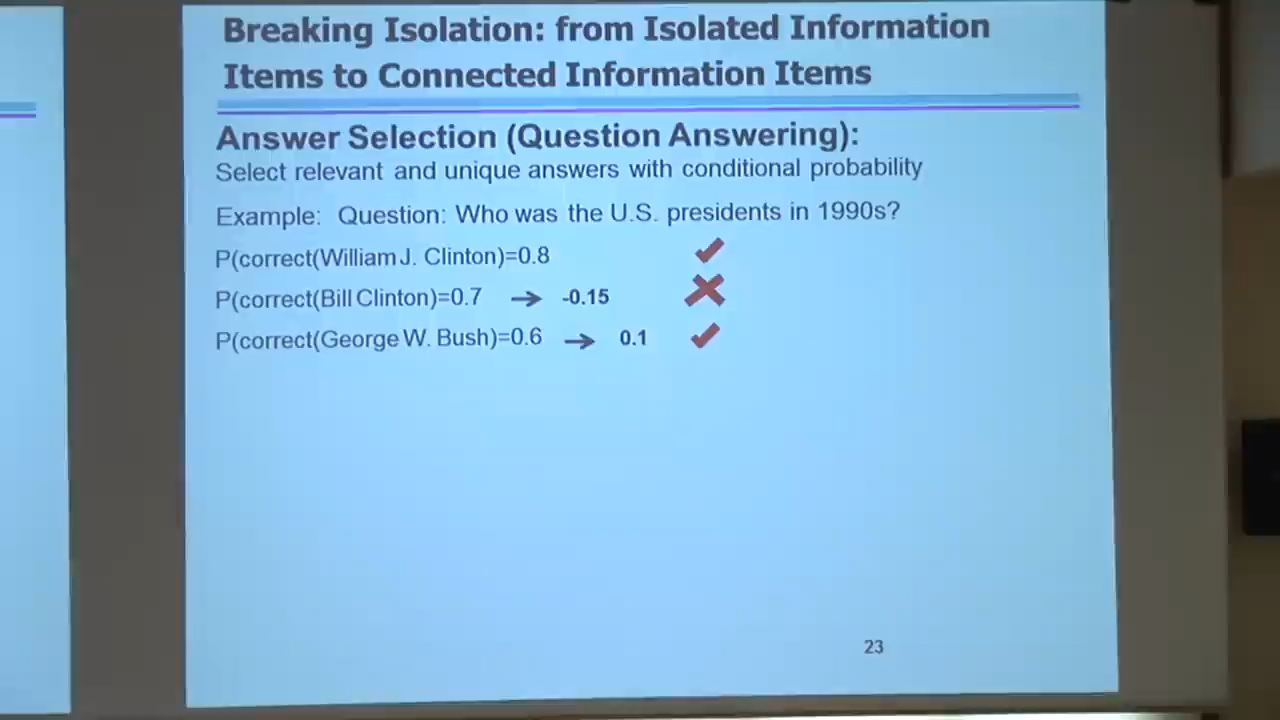 Breaking Isolation: from Isolated Information
Items to Connected Information Items
Answer Selection (Question Answering):
Select relevant and unique answers with conditional probability
Example: Question: Who was the U.S. presidents in 1990s?
P(correct(William J. Clinton)=0.8
P(correct(Bill Clinton)=0.7 → -0.15
P(correct(George W. Bush)=0.6 → 0.1
23